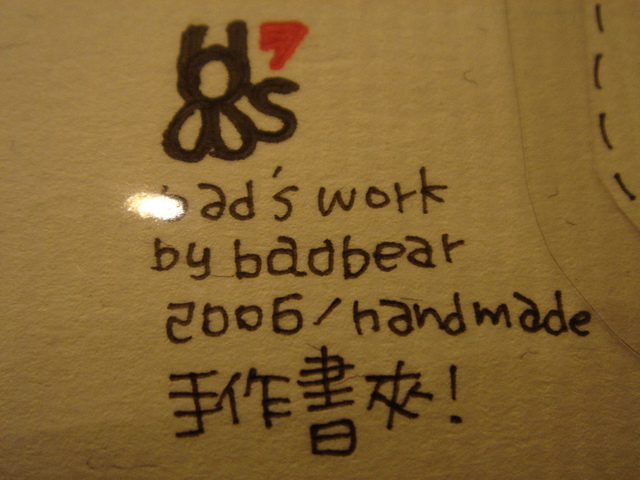 bad's work
by badbear
2006/handmade
手作書夾!